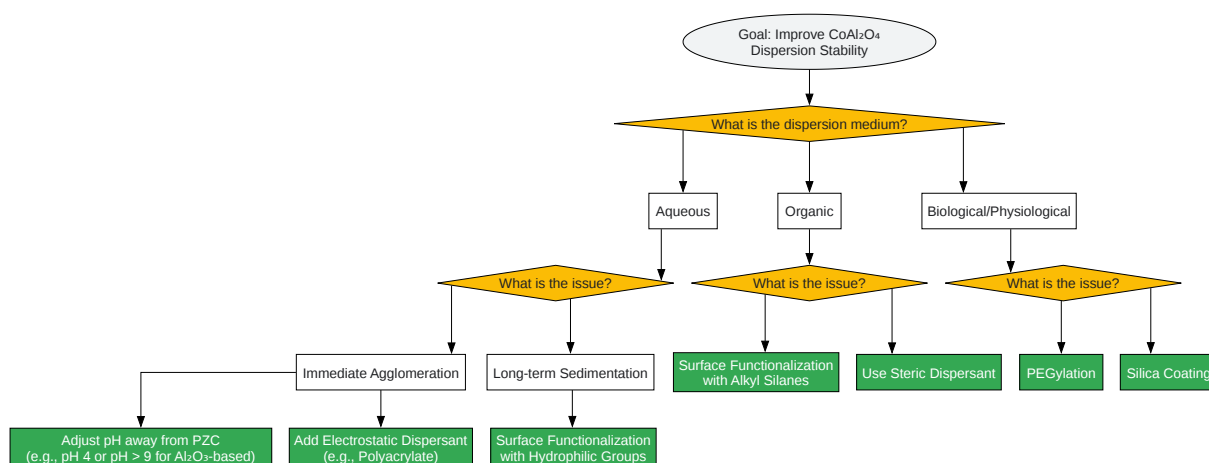 Goal: Improve CoAl₂O₄
Dispersion Stability
What is the dispersion medium?
Aqueous
Organic
Biological/Physiological
What is the issue?
What is the issue?
What is the issue?
Immediate Agglomeration
Long-term Sedimentation
Surface Functionalization
with Alkyl Silanes
Use Steric Dispersant
PEGylation
Silica Coating
Adjust pH away from PZC
(e.g., pH 4 or pH > 9 for Al₂O₃-based)
Add Electrostatic Dispersant
(e.g., Polyacrylate)
Surface Functionalization
with Hydrophilic Groups